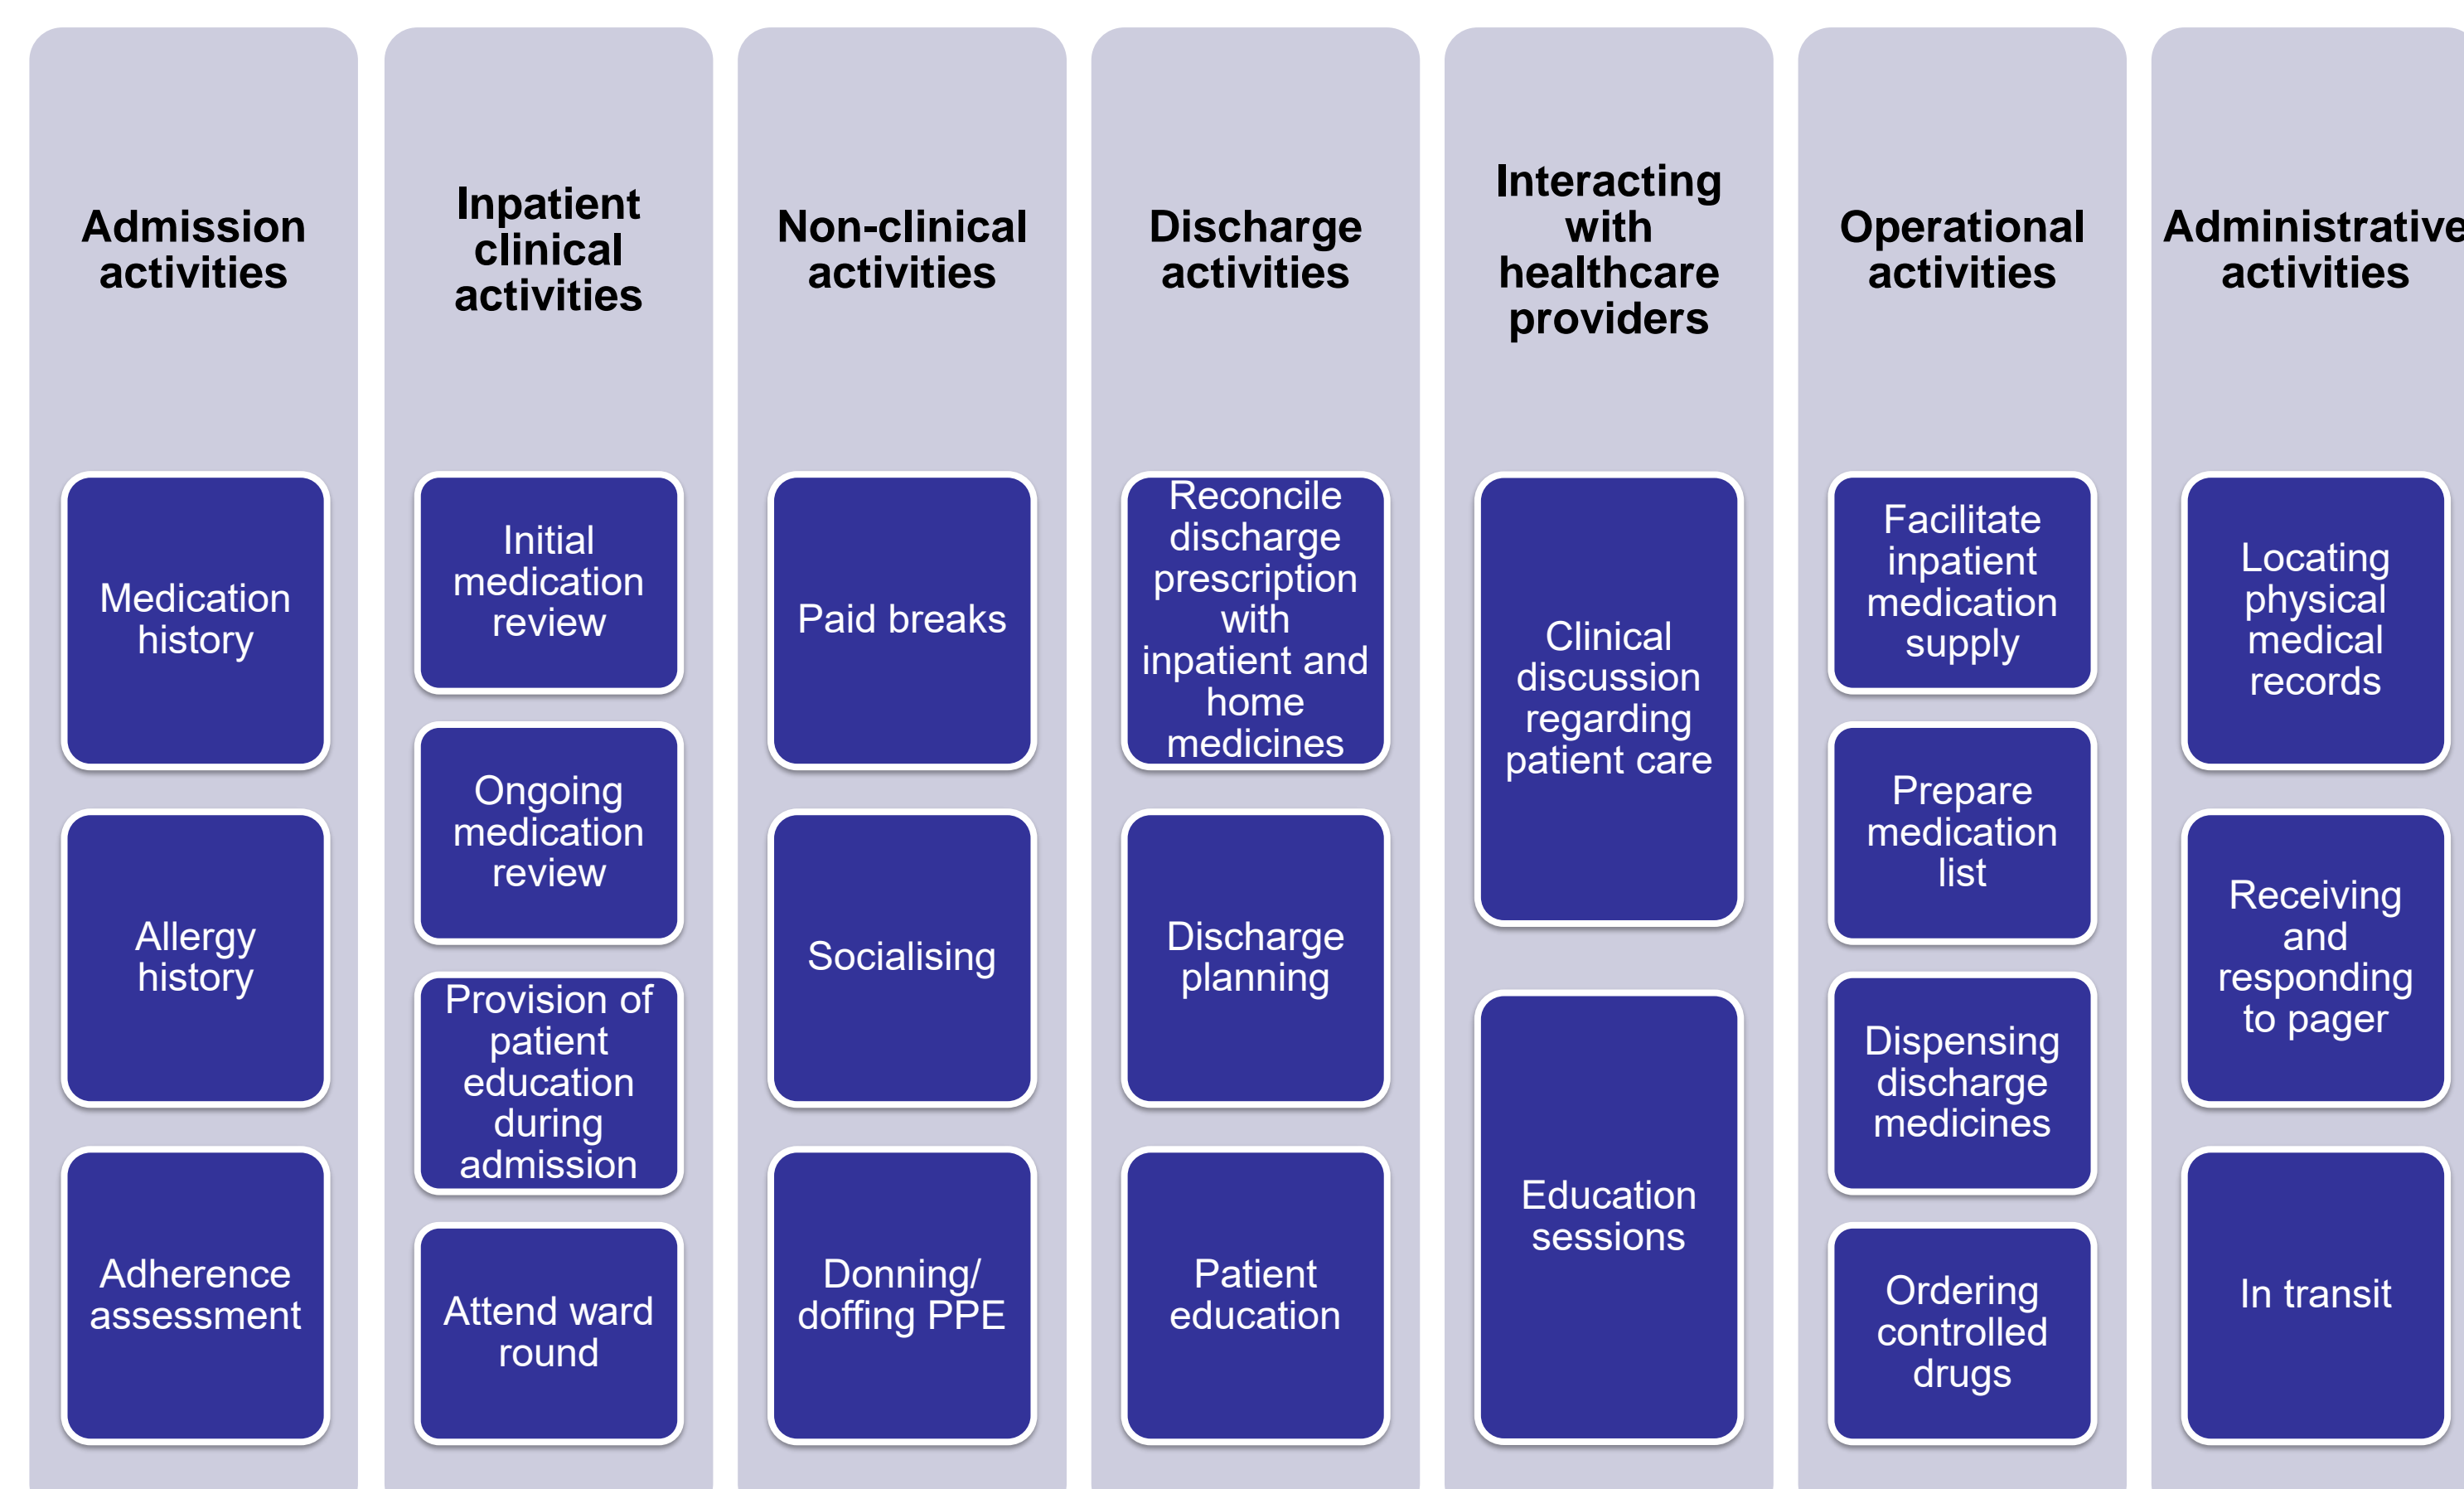 Admission
activities
Medication
history
Allergy
history
Adherence
assessment
Inpatient
clinical
activities
Initial
medication
review
Ongoing
medication
review
Provision of
patient
education
during
admission
Attend ward
round
Non-clinical
activities
Paid breaks
Socialising
Donning/
doffing PPE
Discharge
activities
Reconcile
discharge
prescription
with
inpatient and
home
medicines
Discharge
planning
Patient
education
Interacting
with
healthcare
providers
Clinical
discussion
regarding
patient care
Education
sessions
Operational
activities
Facilitate
inpatient
medication
supply
Prepare
medication
list
Dispensing
discharge
medicines
Ordering
controlled
drugs
Administrative
activities
Locating
physical
medical
records
Receiving
and
responding
to pager
In transit